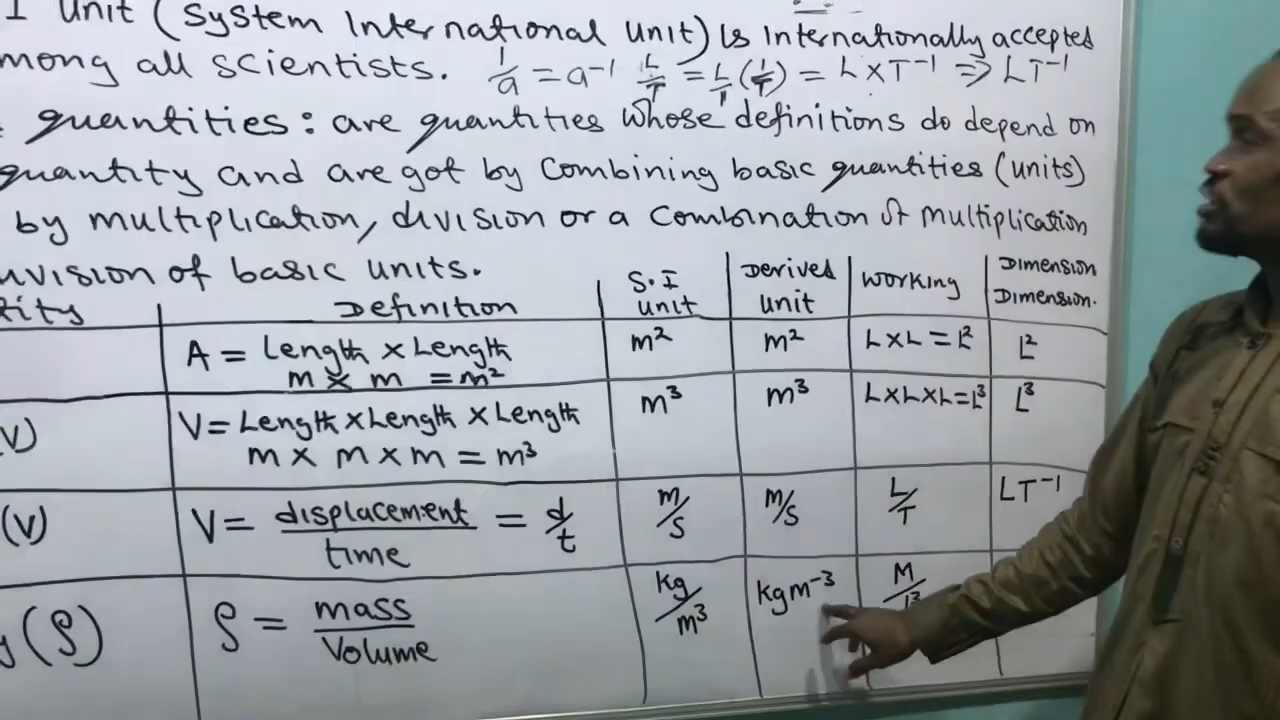 I unit (System International unit) is internationally accepted
mong all scientists. 1/a = a⁻¹ L/T = L/1 (1/T) = L x T⁻¹ ⇒ LT⁻¹
quantities: are quantities whose definitions do depend on
quantity and are got by combining basic quantities (units)
by multiplication, division or a combination of multiplication
division of basic units.
tity Definition S.I unit Derived unit working Dimension Dimension.
A = Length x Length m² m² L x L = L² L²
m x m = m²
V) V = Length x Length x Length m³ m³ L x L x L = L³ L³
m x m x m = m³
(V) V = displacement/time = d/t m/s m/s L/T LT⁻¹
y (ρ) ρ = mass/Volume kg/m³ kgm⁻³ M/L³